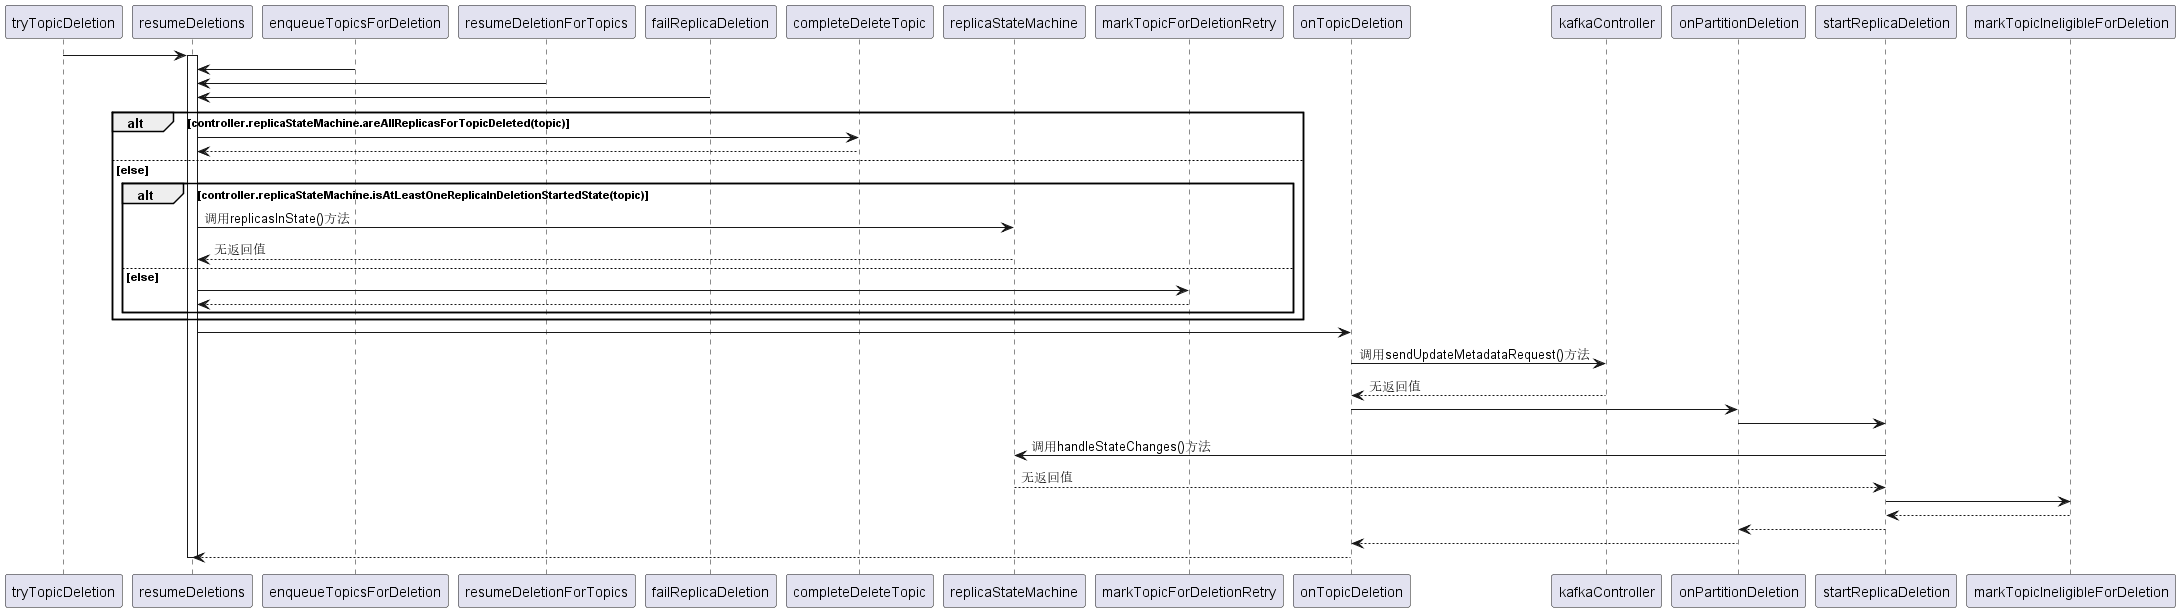 tryTopicDeletion resumeDeletions enqueueTopicsForDeletion resumeDeletionForTopics failReplicaDeletion completeDeleteTopic replicaStateMachine markTopicForDeletionRetry onTopicDeletion kafkaController onPartitionDeletion startReplicaDeletion markTopicIneligibleForDeletion
alt [controller.replicaStateMachine.areAllReplicasForTopicDeleted(topic)]
[else]
alt [controller.replicaStateMachine.isAtLeastOneReplicaInDeletionStartedState(topic)]
调用replicasInState()方法
无返回值
[else]
调用sendUpdateMetadataRequest()方法
无返回值
调用handleStateChanges()方法
无返回值
tryTopicDeletion resumeDeletions enqueueTopicsForDeletion resumeDeletionForTopics failReplicaDeletion completeDeleteTopic replicaStateMachine markTopicForDeletionRetry onTopicDeletion kafkaController onPartitionDeletion startReplicaDeletion markTopicIneligibleForDeletion